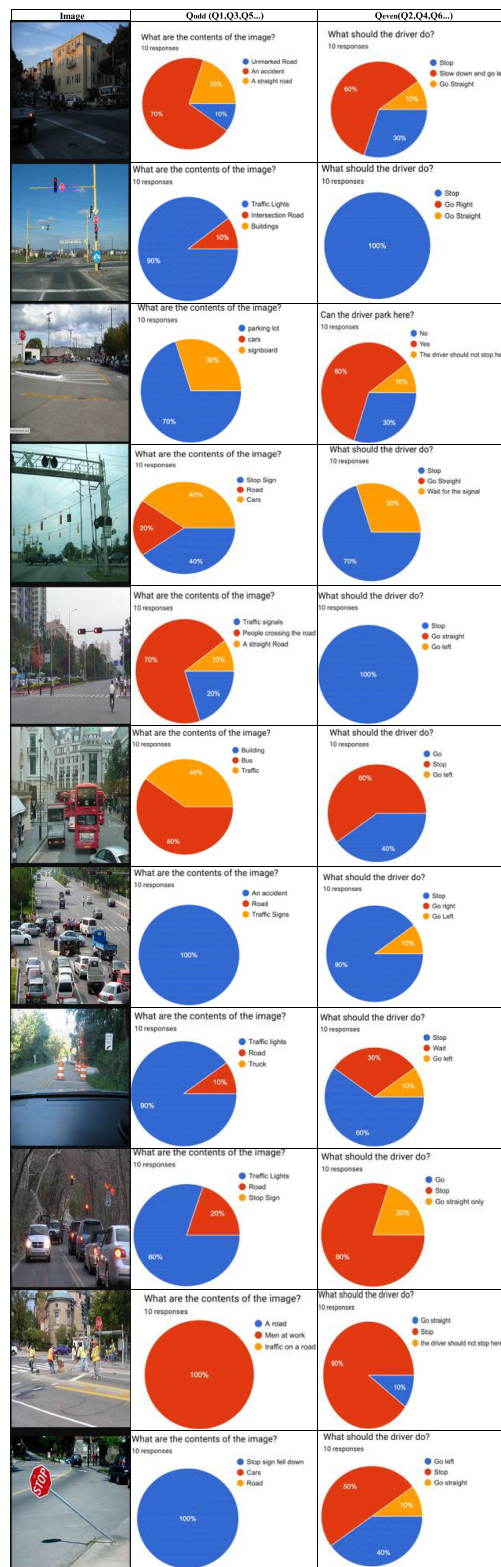 Image Qodd (Q1,Q3,Q5...) Qeven(Q2,Q4,Q6...)
What are the contents of the image?
10 responses
Unmarked Road
An accident
A straight road
20%
70%
10%
What should the driver do?
10 responses
Stop
Slow down and go le
Go Straight
60%
10%
30%
What are the contents of the image?
10 responses
Traffic Lights
Intersection Road
Buildings
10%
90%
What should the driver do?
10 responses
Stop
Go Right
Go Straight
100%
What are the contents of the image?
10 responses
parking lot
cars
signboard
30%
70%
Can the driver park here?
10 responses
No
Yes
The driver should not stop he
60%
10%
30%
What are the contents of the image?
10 responses
Stop Sign
Road
Cars
40%
20%
40%
What should the driver do?
10 responses
Stop
Go Straight
Wait for the signal
30%
70%
What are the contents of the image?
10 responses
Traffic signals
People crossing the road
A straight Road
70%
10%
20%
What should the driver do?
10 responses
Stop
Go straight
Go left
100%
What are the contents of the image?
10 responses
Building
Bus
Traffic
40%
60%
What should the driver do?
10 responses
Go
Stop
Go left
60%
40%
What are the contents of the image?
10 responses
An accident
Road
Traffic Signs
100%
What should the driver do?
10 responses
Stop
Go right
Go Left
10%
90%
What are the contents of the image?
10 responses
Traffic lights
Road
Truck
10%
90%
What should the driver do?
10 responses
Stop
Wait
Go left
30%
10%
60%
What are the contents of the image?
10 responses
Traffic Lights
Road
Stop Sign
20%
80%
What should the driver do?
10 responses
Go
Stop
Go straight only
20%
80%
What are the contents of the image?
10 responses
A road
Men at work
traffic on a road
100%
What should the driver do?
10 responses
Go straight
Stop
the driver should not stop here
90%
10%
STOP
What are the contents of the image?
10 responses
Stop sign fell down
Cars
Road
100%
What should the driver do?
10 responses
Go left
Stop
Go straight
50%
10%
40%